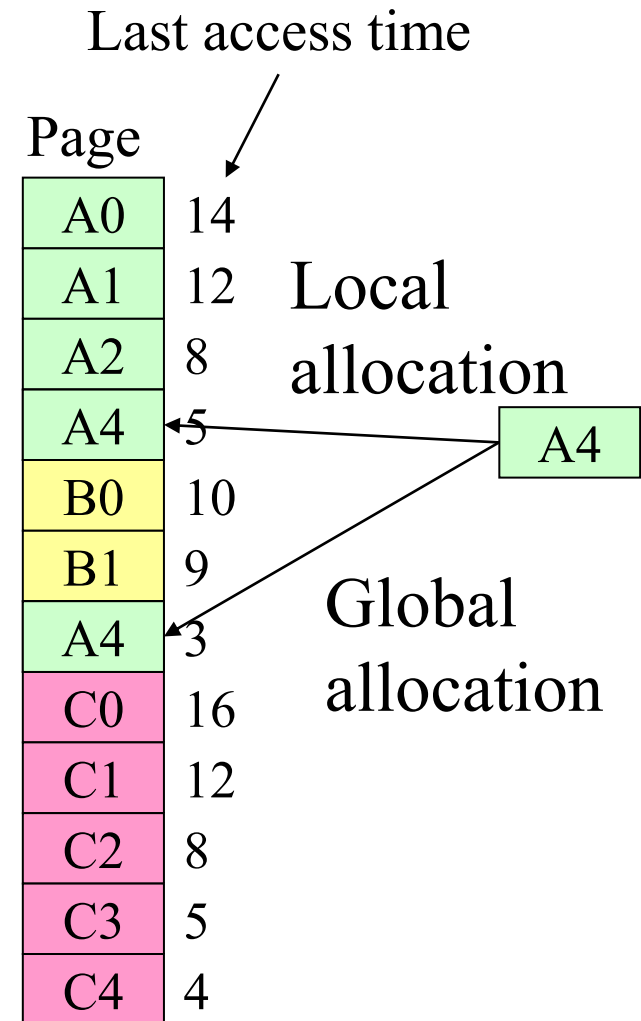 Last access time
Page
A0 14
A1 12
Local
A2 8
allocation
A4 5
A4
B0 10
B1 9
Global
A4 3
allocation
C0 16
C1 12
C2 8
C3 5
C4 4